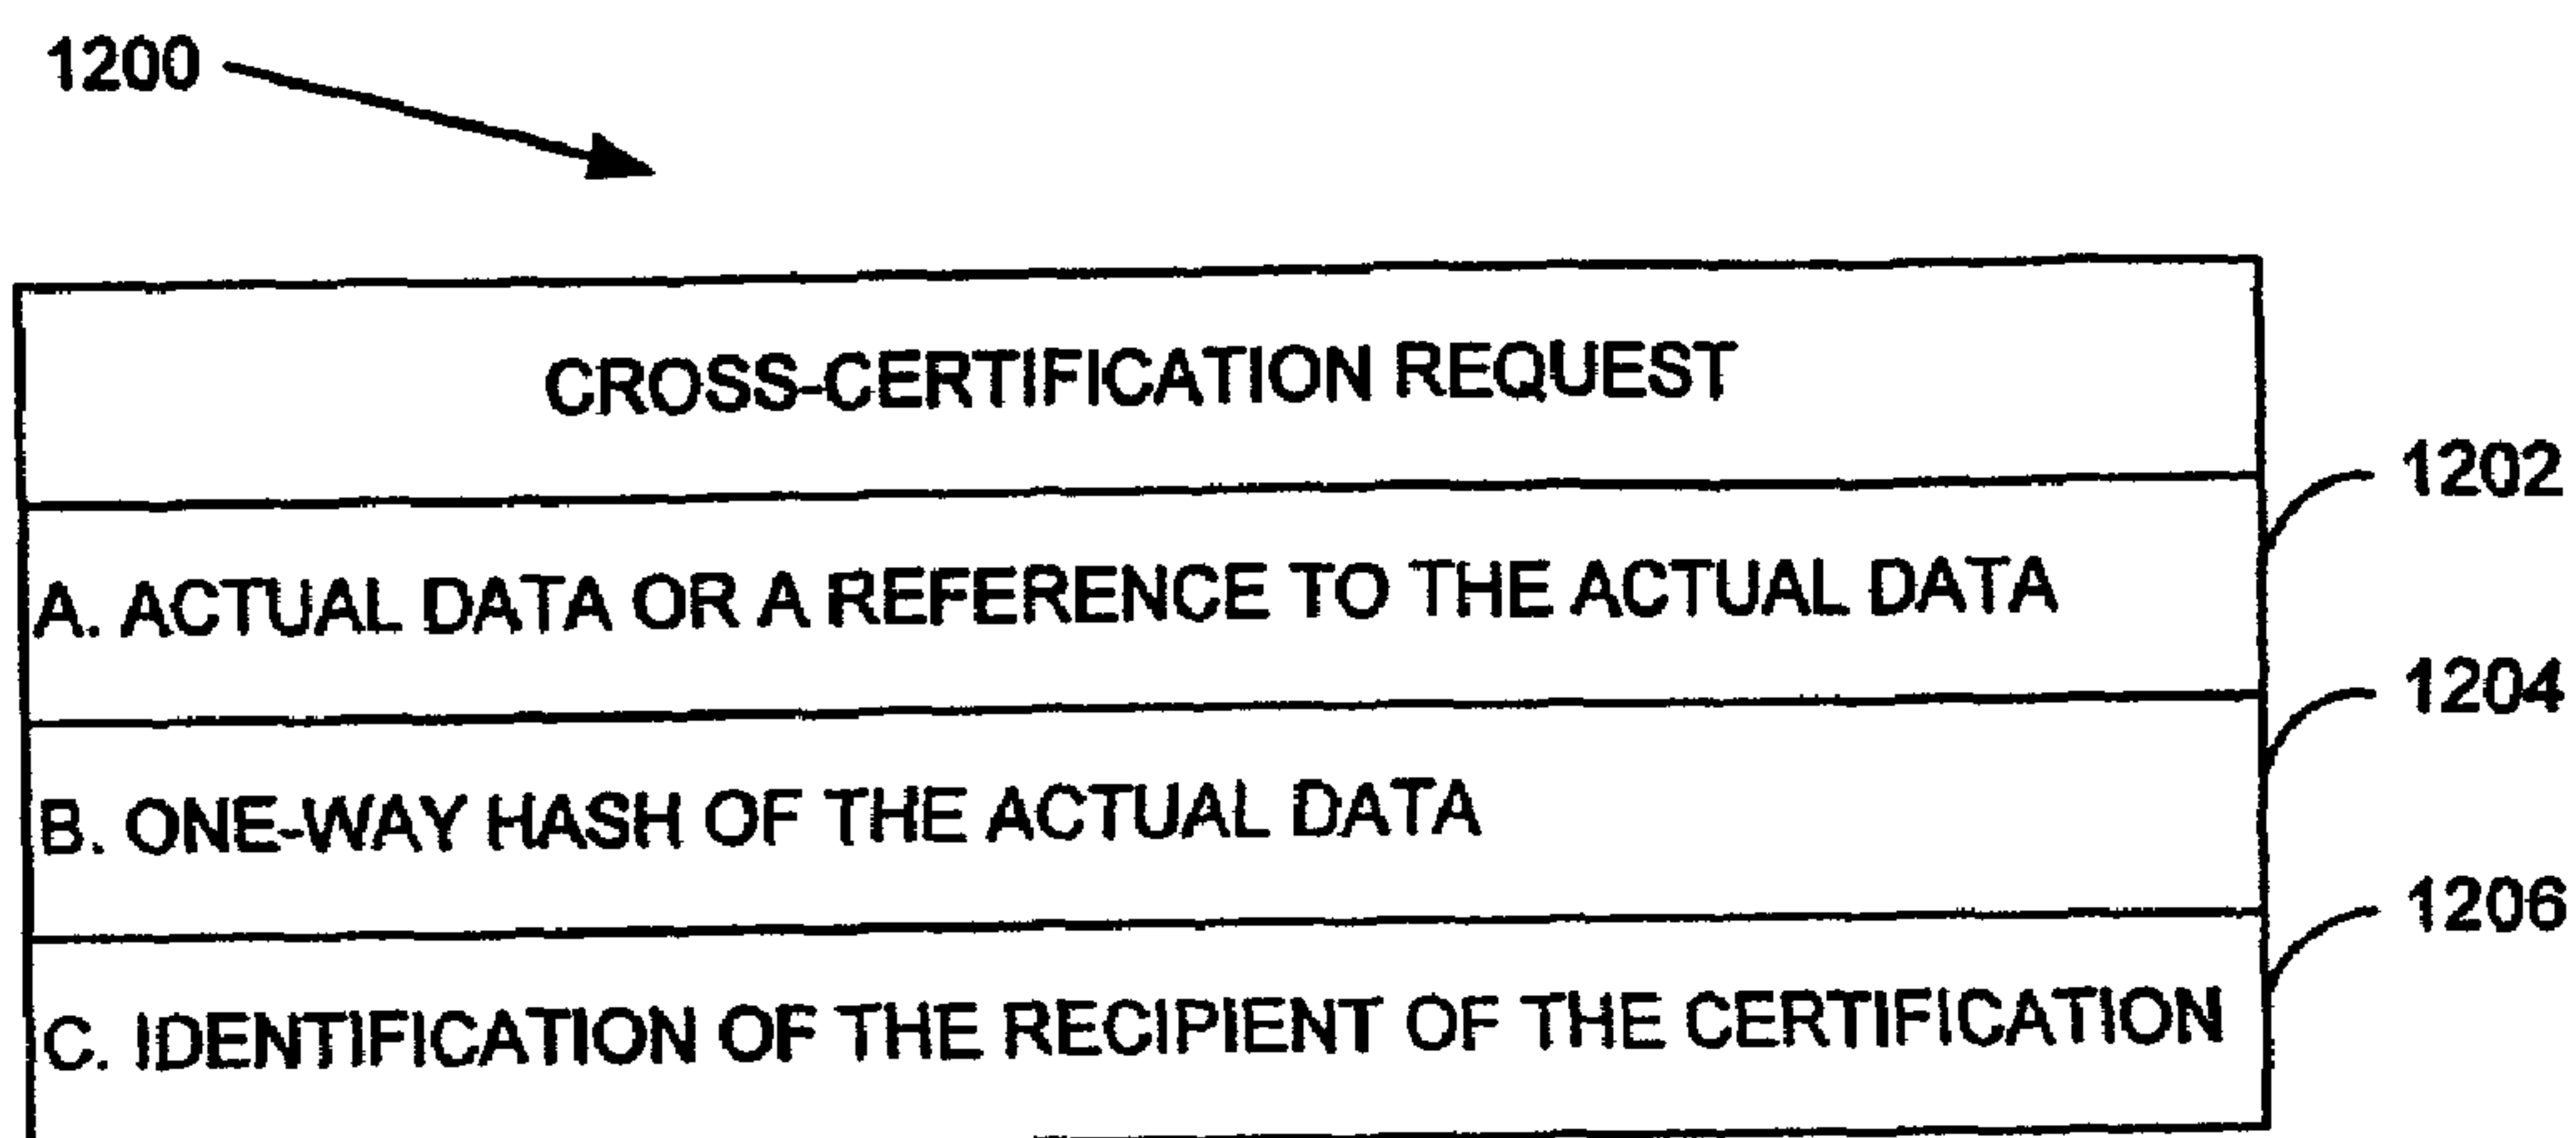 1200
CROSS-CERTIFICATION REQUEST
1202
A. ACTUAL DATA OR A REFERENCE TO THE ACTUAL DATA
1204
B. ONE-WAY HASH OF THE ACTUAL DATA
1206
C. IDENTIFICATION OF THE RECIPIENT OF THE CERTIFICATION